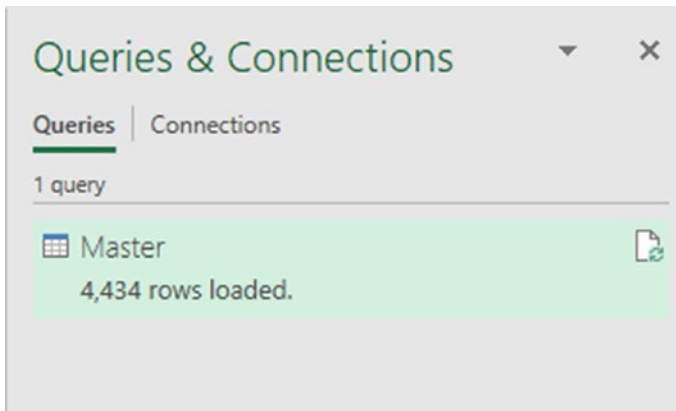 Queries & Connections
Queries Connections
1 query
Master
4,434 rows loaded.